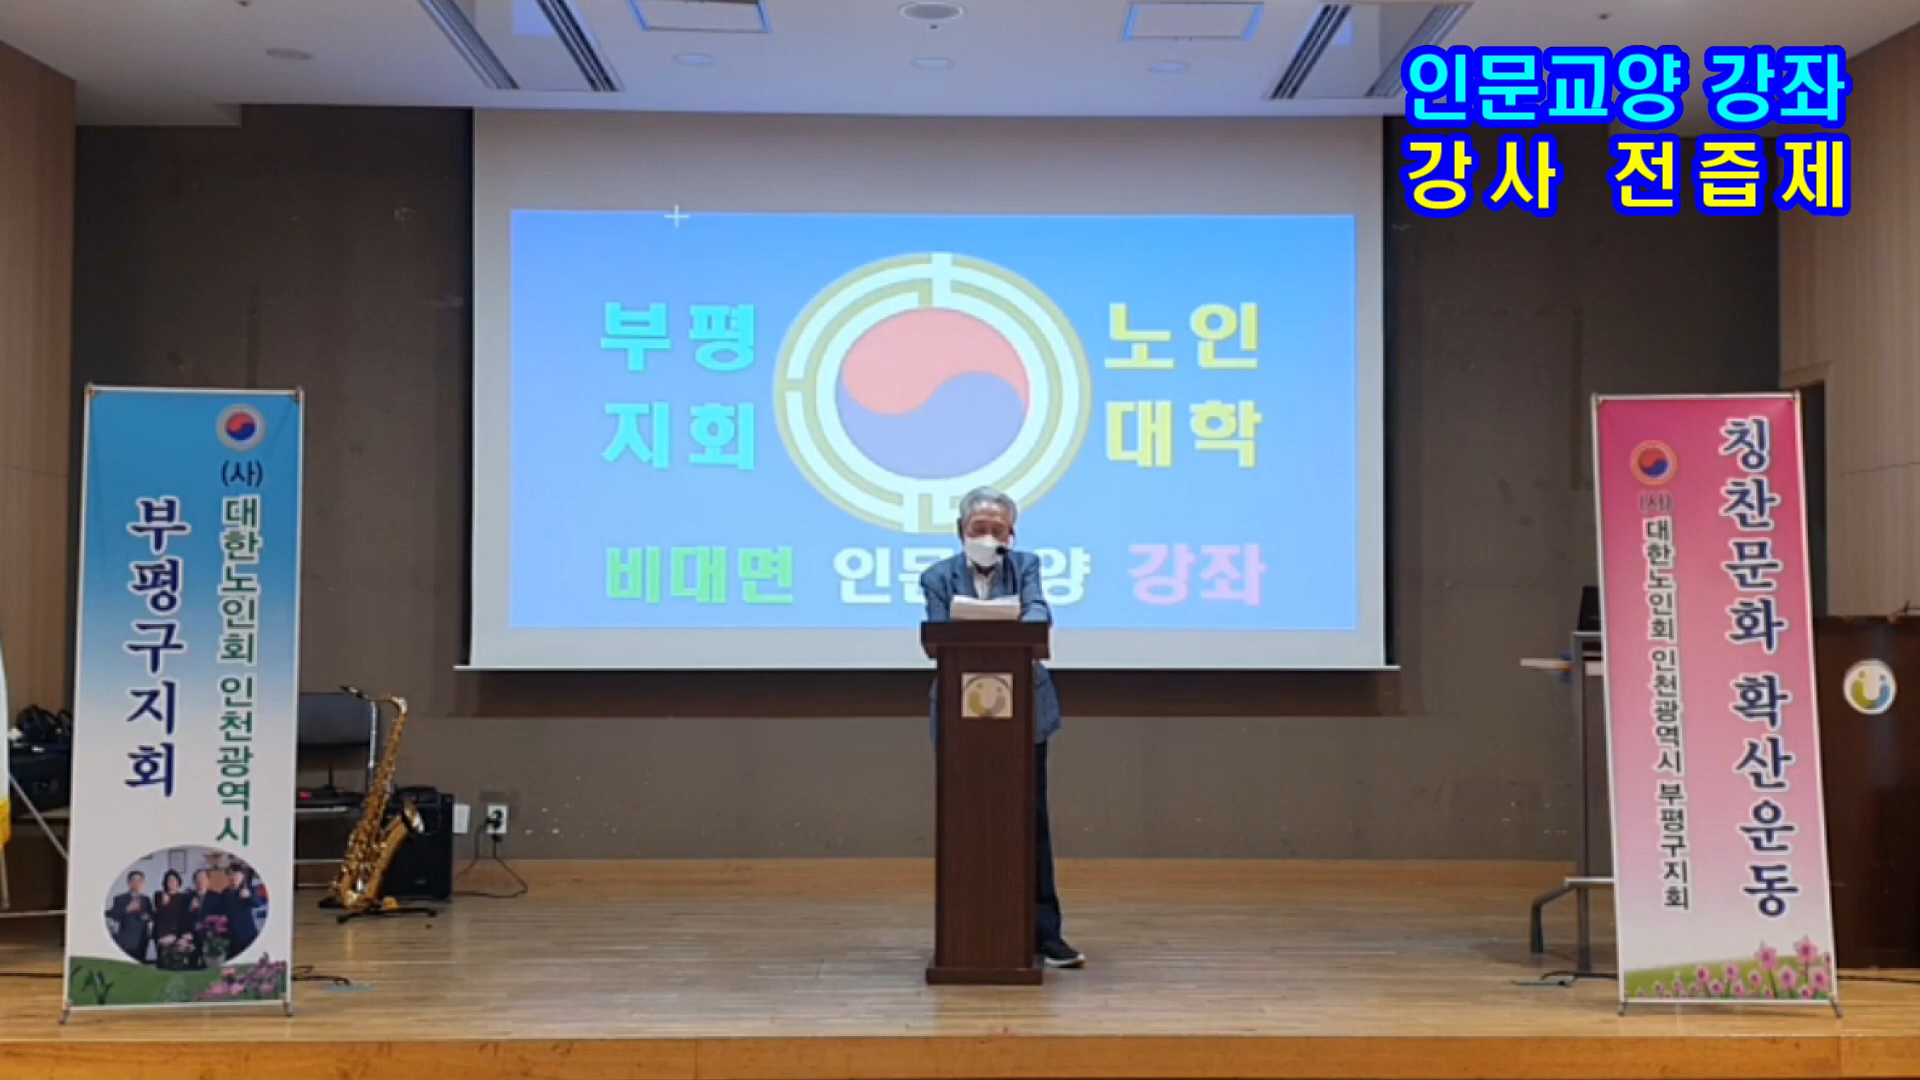 인문교양 강좌
강사 전즙제
부평 노인
지회 대학
비대면 인문 양 강좌
(사) 대한노인회 인천광역시
부평구지회
칭찬문화 확산운동
(사) 대한노인회 인천광역시 부평구지회